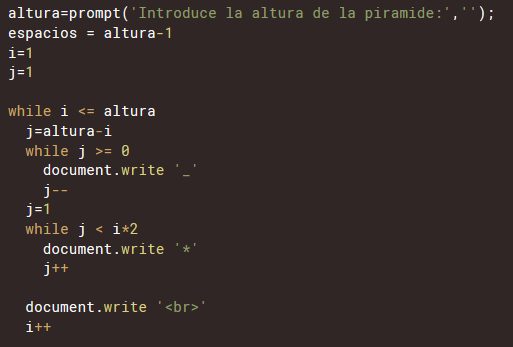 altura=prompt('Introduce la altura de la piramide:','');
espacios = altura-1
i=1
j=1

while i <= altura
  j=altura-i
  while j >= 0
    document.write '_'
    j--
  j=1
  while j < i*2
    document.write '*'
    j++

  document.write '<br>'
  i++